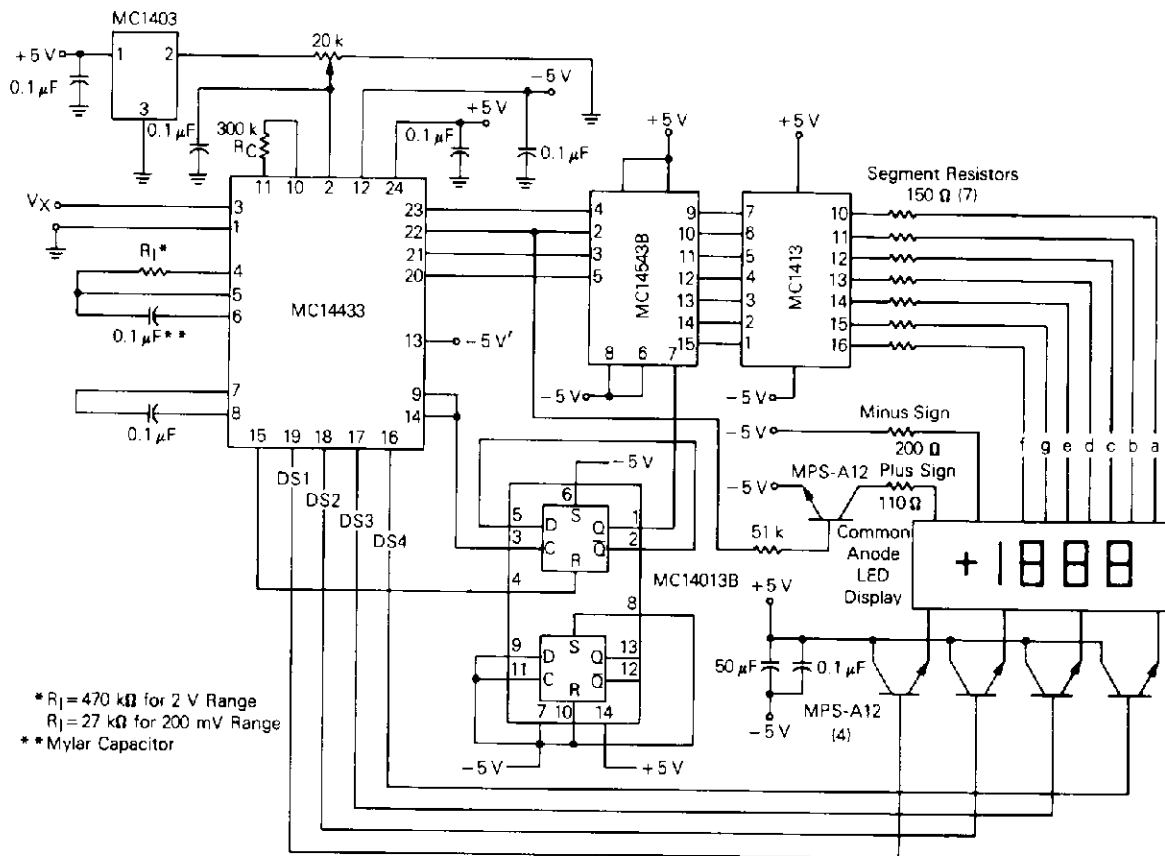 MC1403
+5 V
1
2
3
0.1 µF
20 k
−5 V
+5 V
0.1 µF
300 k
RC
0.1 µF
0.1 µF
11
10
2
12
24
VX
3
1
RI*
4
5
6
0.1 µF**
7
8
0.1 µF
MC14433
23
22
21
20
13
−5 V'
9
14
15
19
18
17
16
DS1
DS2
DS3
DS4
+5 V
4
2
3
5
MC14543B
9
10
11
12
13
14
15
8
6
7
−5 V
+5 V
7
6
5
4
3
2
1
MC1413
10
11
12
13
14
15
16
−5 V
Segment Resistors
150 Ω (7)
Minus Sign
−5 V
200 Ω
MPS-A12
Plus Sign
−5 V
110 Ω
51 k
f
g
e
d
c
b
a
Common
Anode
LED
Display
+18 8 8
−5 V
6
5
D
S
Q
1
3
C
Q
2
R
4
MC14013B
8
9
D
S
Q
13
11
C
Q
12
R
7
10
14
−5 V
+5 V
+5 V
50 µF
0.1 µF
−5 V
MPS-A12
(4)
* RI = 470 kΩ for 2 V Range
RI = 27 kΩ for 200 mV Range
** Mylar Capacitor